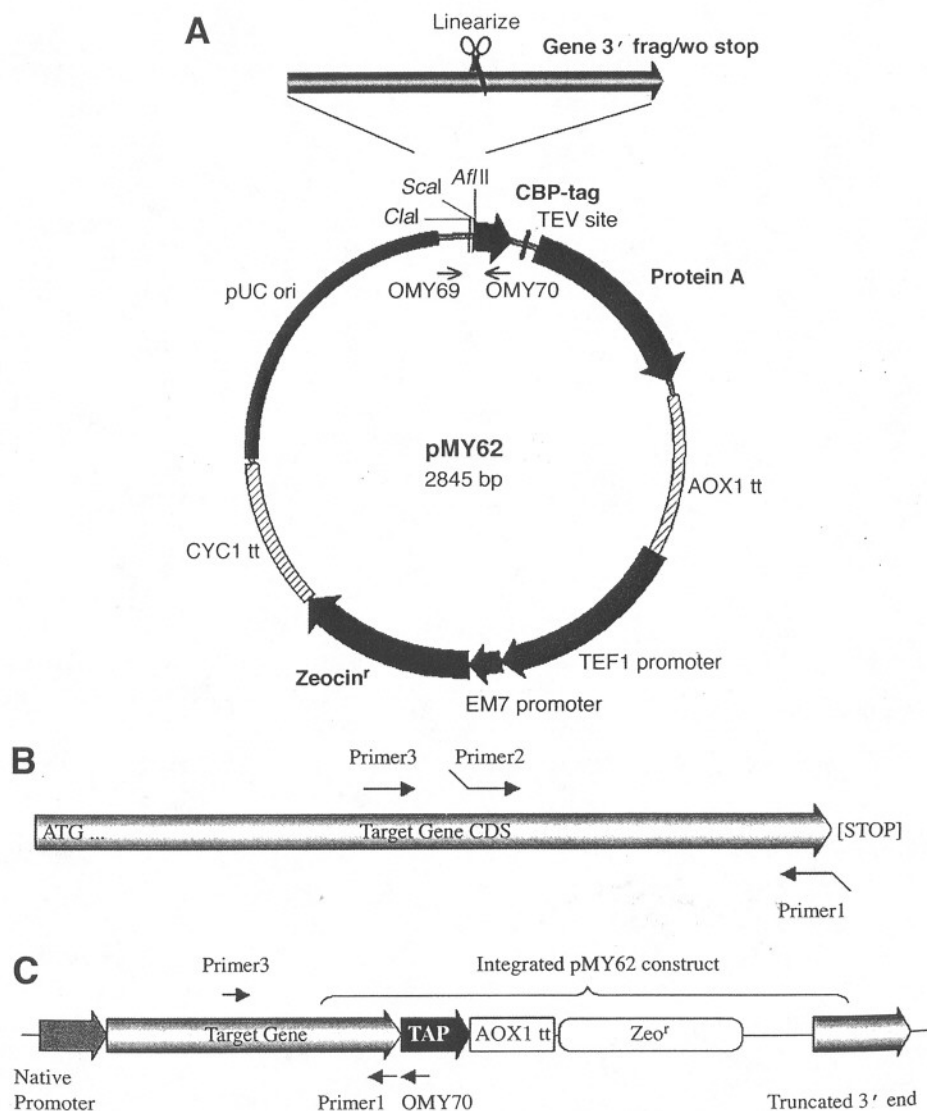 A
Linearize
Gene 3′ frag/wo stop
AflII
ScaI
ClaI
CBP-tag
TEV site
OMY69
OMY70
pUC ori
Protein A
pMY62
2845 bp
AOX1 tt
CYC1 tt
TEF1 promoter
Zeocinʳ
EM7 promoter
B
Primer3
Primer2
ATG ...
Target Gene CDS
[STOP]
Primer1
C
Primer3
Integrated pMY62 construct
Target Gene
TAP
AOX1 tt
Zeoʳ
Native
Promoter
Primer1
OMY70
Truncated 3′ end